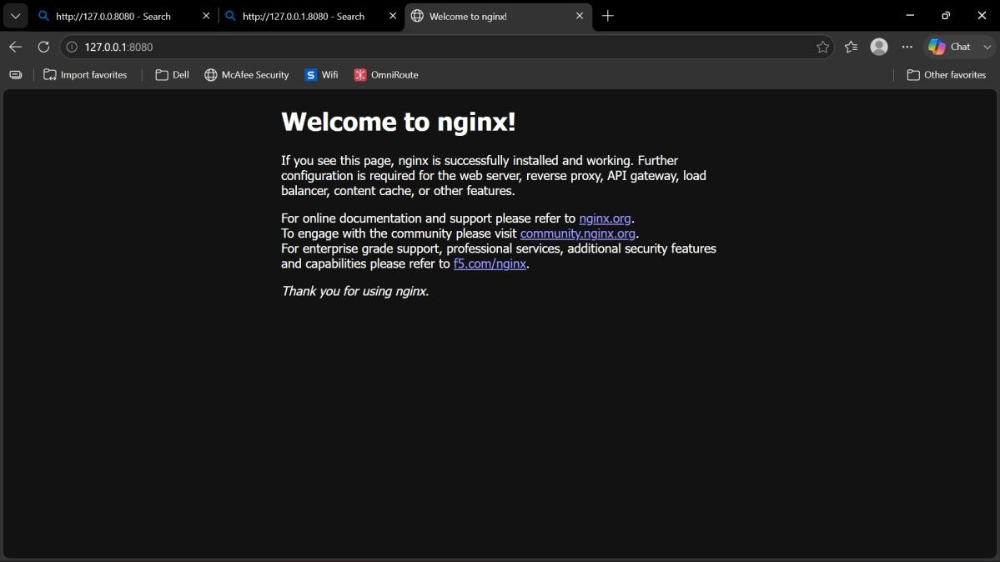 http://127.0.0.8080 - Search
http://127.0.0.1.8080 - Search
Welcome to nginx!
127.0.0.1:8080
Chat
Import favorites
Dell
McAfee Security
S Wifi
OmniRoute
Other favorites
Welcome to nginx!
If you see this page, nginx is successfully installed and working. Further
configuration is required for the web server, reverse proxy, API gateway, load
balancer, content cache, or other features.
For online documentation and support please refer to nginx.org.
To engage with the community please visit community.nginx.org.
For enterprise grade support, professional services, additional security features
and capabilities please refer to f5.com/nginx.
Thank you for using nginx.